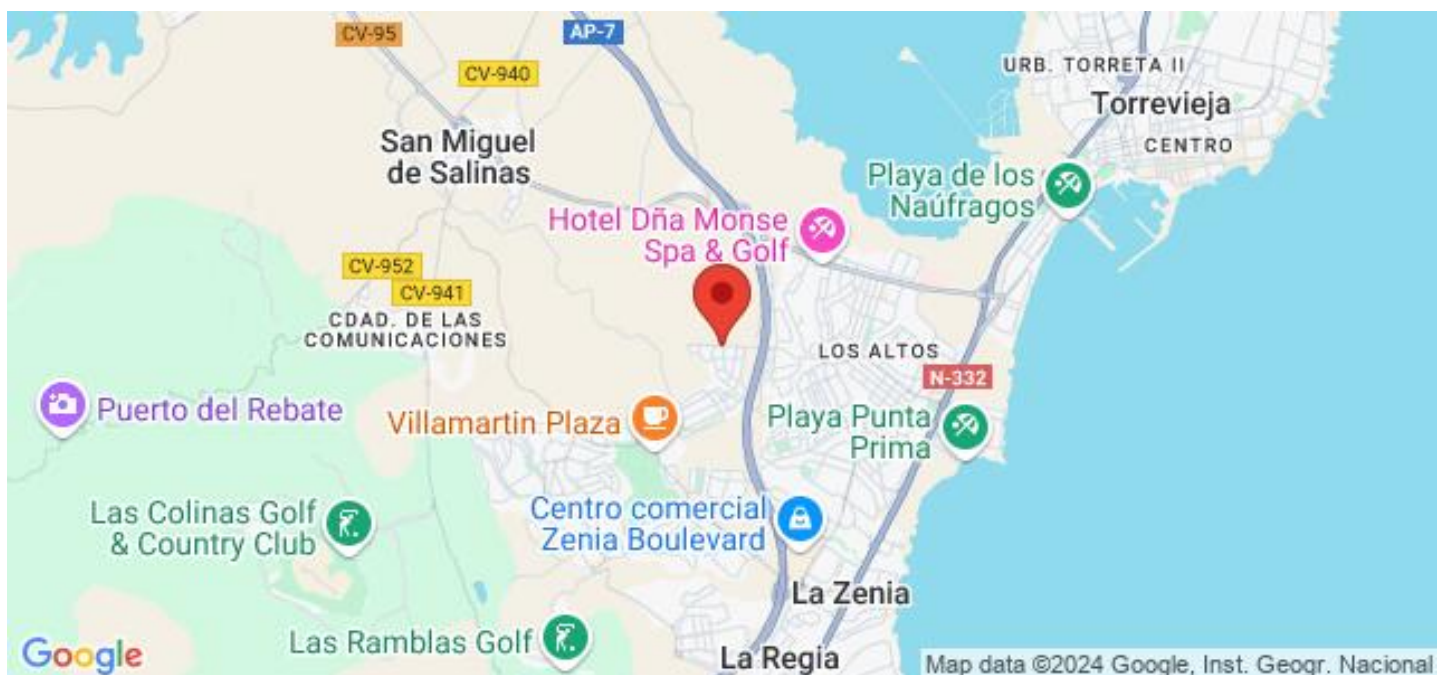 CV-95
AP-7
CV-940
URB. TORRETA II
Torrevieja
CENTRO
San Miguel
de Salinas
Playa de los
Naúfragos
Hotel Dña Monse
Spa & Golf
CV-952
CV-941
CDAD. DE LAS
COMUNICACIONES
LOS ALTOS
N-332
Puerto del Rebate
Villamartin Plaza
Playa Punta
Prima
Las Colinas Golf
& Country Club
Centro comercial
Zenia Boulevard
La Zenia
Las Ramblas Golf
La Regia
Google
Map data ©2024 Google, Inst. Geogr. Nacional